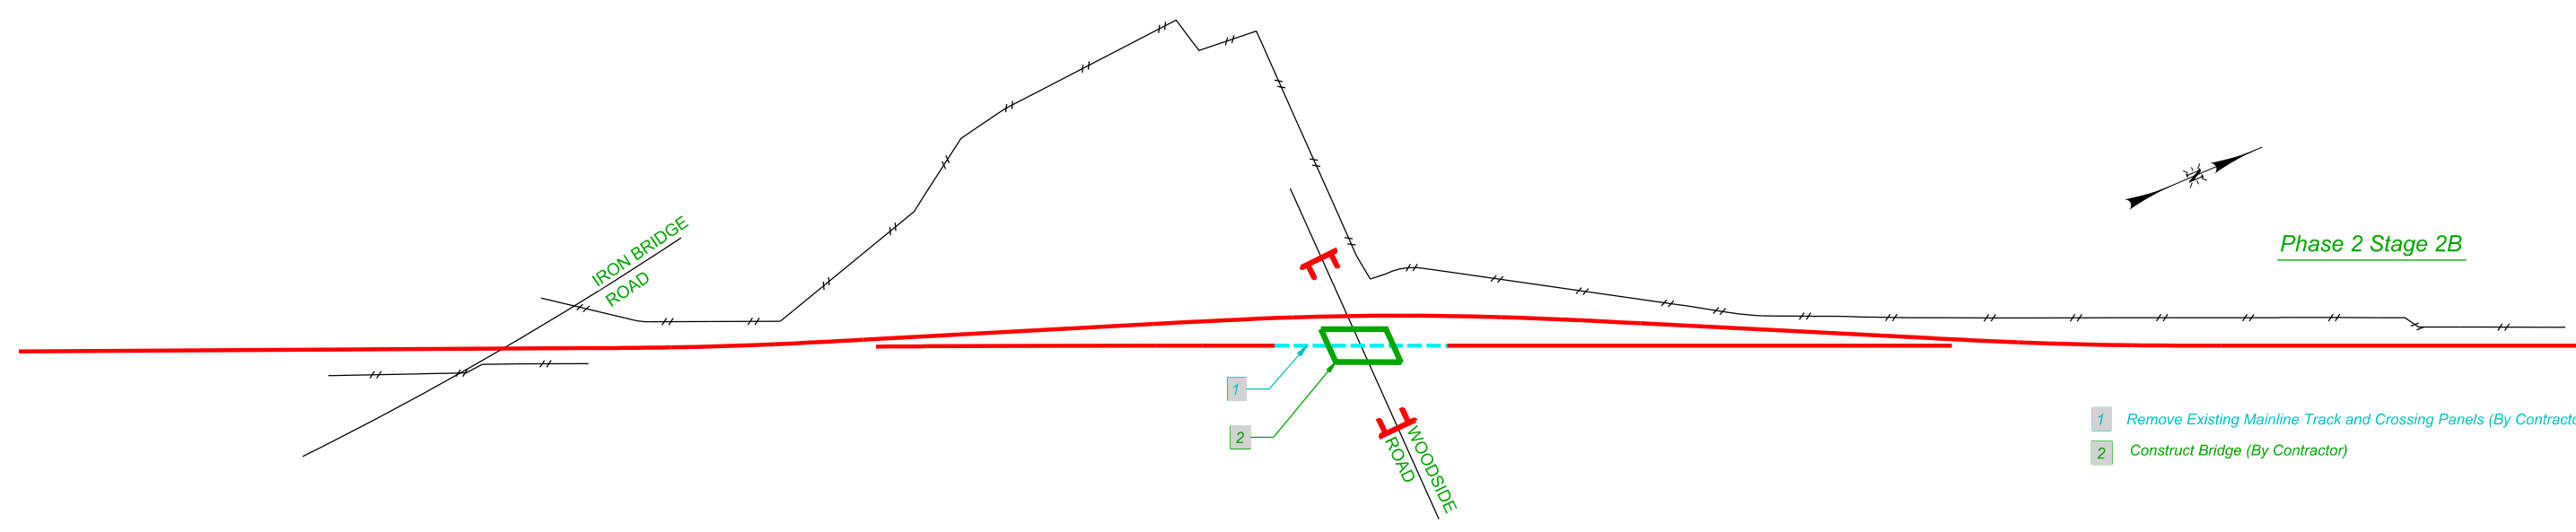 IRON BRIDGE
ROAD
Phase 2 Stage 2B
1
2
WOODSIDE
ROAD
1 Remove Existing Mainline Track and Crossing Panels (By Contracto
2 Construct Bridge (By Contractor)